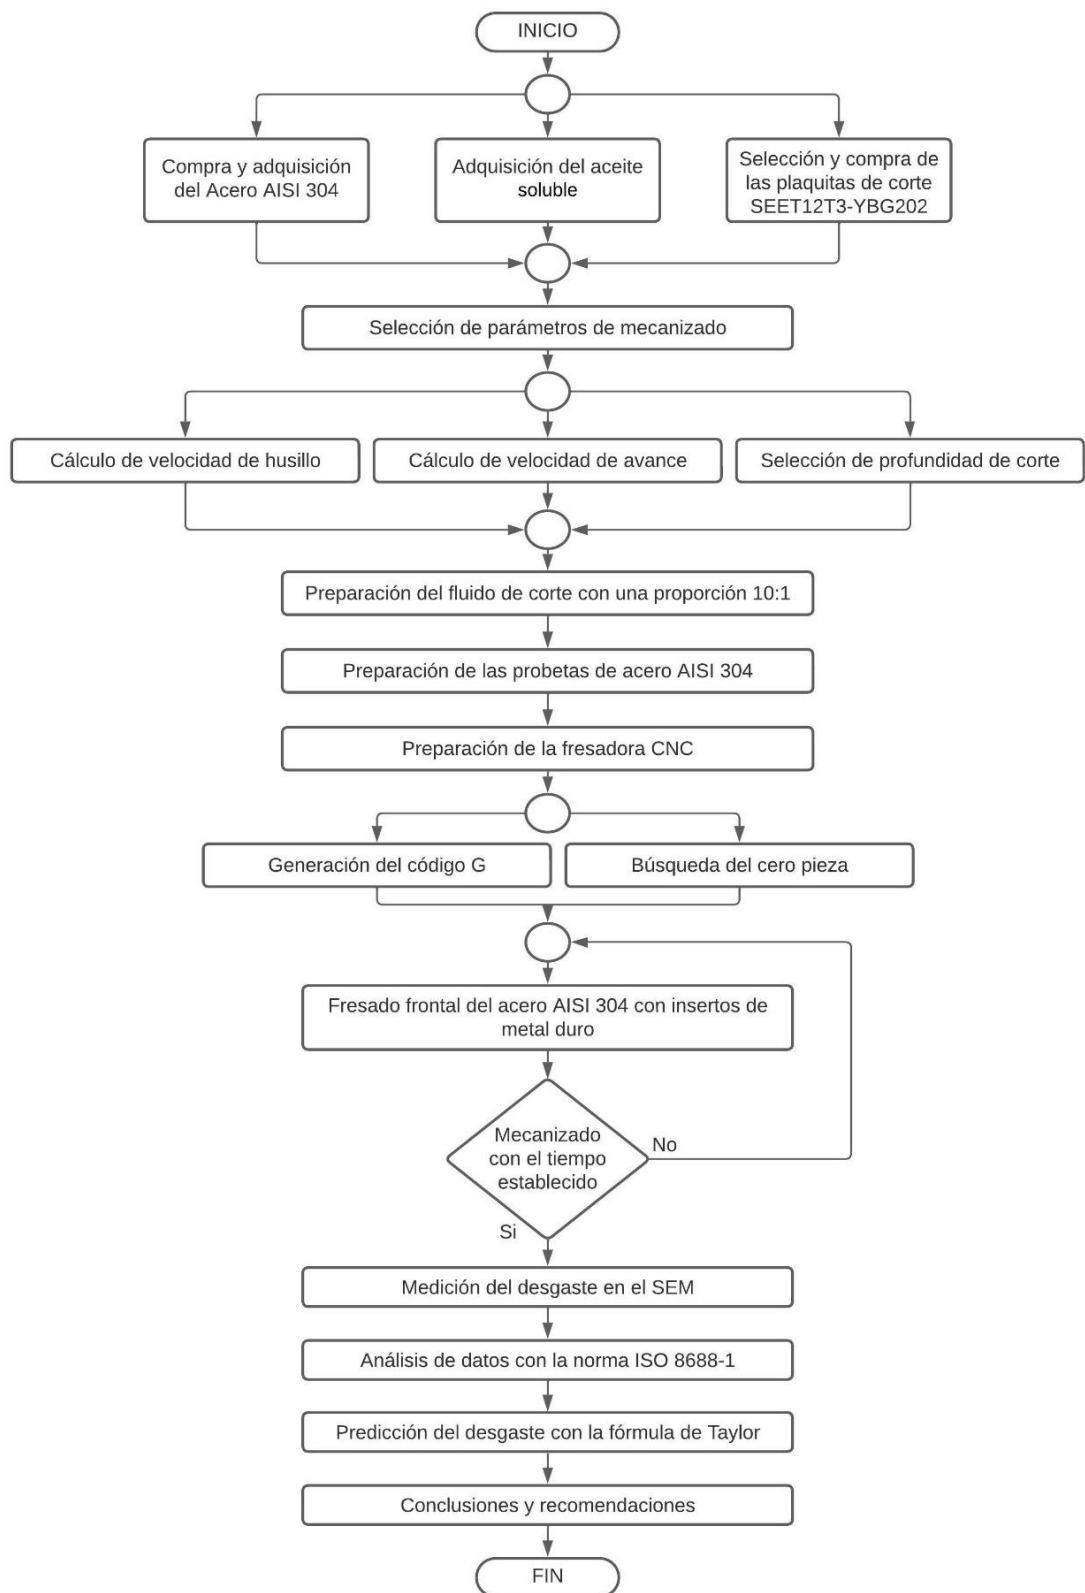 INICIO
Compra y adquisición
del Acero AISI 304
Adquisición del aceite
soluble
Selección y compra de
las plaquitas de corte
SEET12T3-YBG202
Selección de parámetros de mecanizado
Cálculo de velocidad de husillo
Cálculo de velocidad de avance
Selección de profundidad de corte
Preparación del fluido de corte con una proporción 10:1
Preparación de las probetas de acero AISI 304
Preparación de la fresadora CNC
Generación del código G
Búsqueda del cero pieza
Fresado frontal del acero AISI 304 con insertos de
metal duro
Mecanizado
con el tiempo
establecido
No
Si
Medición del desgaste en el SEM
Análisis de datos con la norma ISO 8688-1
Predicción del desgaste con la fórmula de Taylor
Conclusiones y recomendaciones
FIN